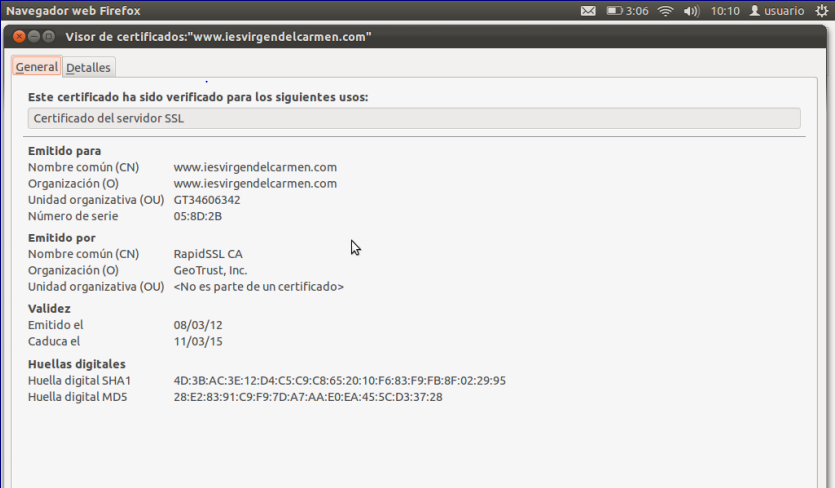 Navegador web Firefox 3:06 10:10 usuario
Visor de certificados:"www.iesvirgendelcarmen.com"
General Detalles
Este certificado ha sido verificado para los siguientes usos:
Certificado del servidor SSL
Emitido para
Nombre común (CN) www.iesvirgendelcarmen.com
Organización (O) www.iesvirgendelcarmen.com
Unidad organizativa (OU) GT34606342
Número de serie 05:8D:2B
Emitido por
Nombre común (CN) RapidSSL CA
Organización (O) GeoTrust, Inc.
Unidad organizativa (OU) <No es parte de un certificado>
Validez
Emitido el 08/03/12
Caduca el 11/03/15
Huellas digitales
Huella digital SHA1 4D:3B:AC:3E:12:D4:C5:C9:C8:65:20:10:F6:83:F9:FB:8F:02:29:95
Huella digital MD5 28:E2:83:91:C9:F9:7D:A7:AA:E0:EA:45:5C:D3:37:28